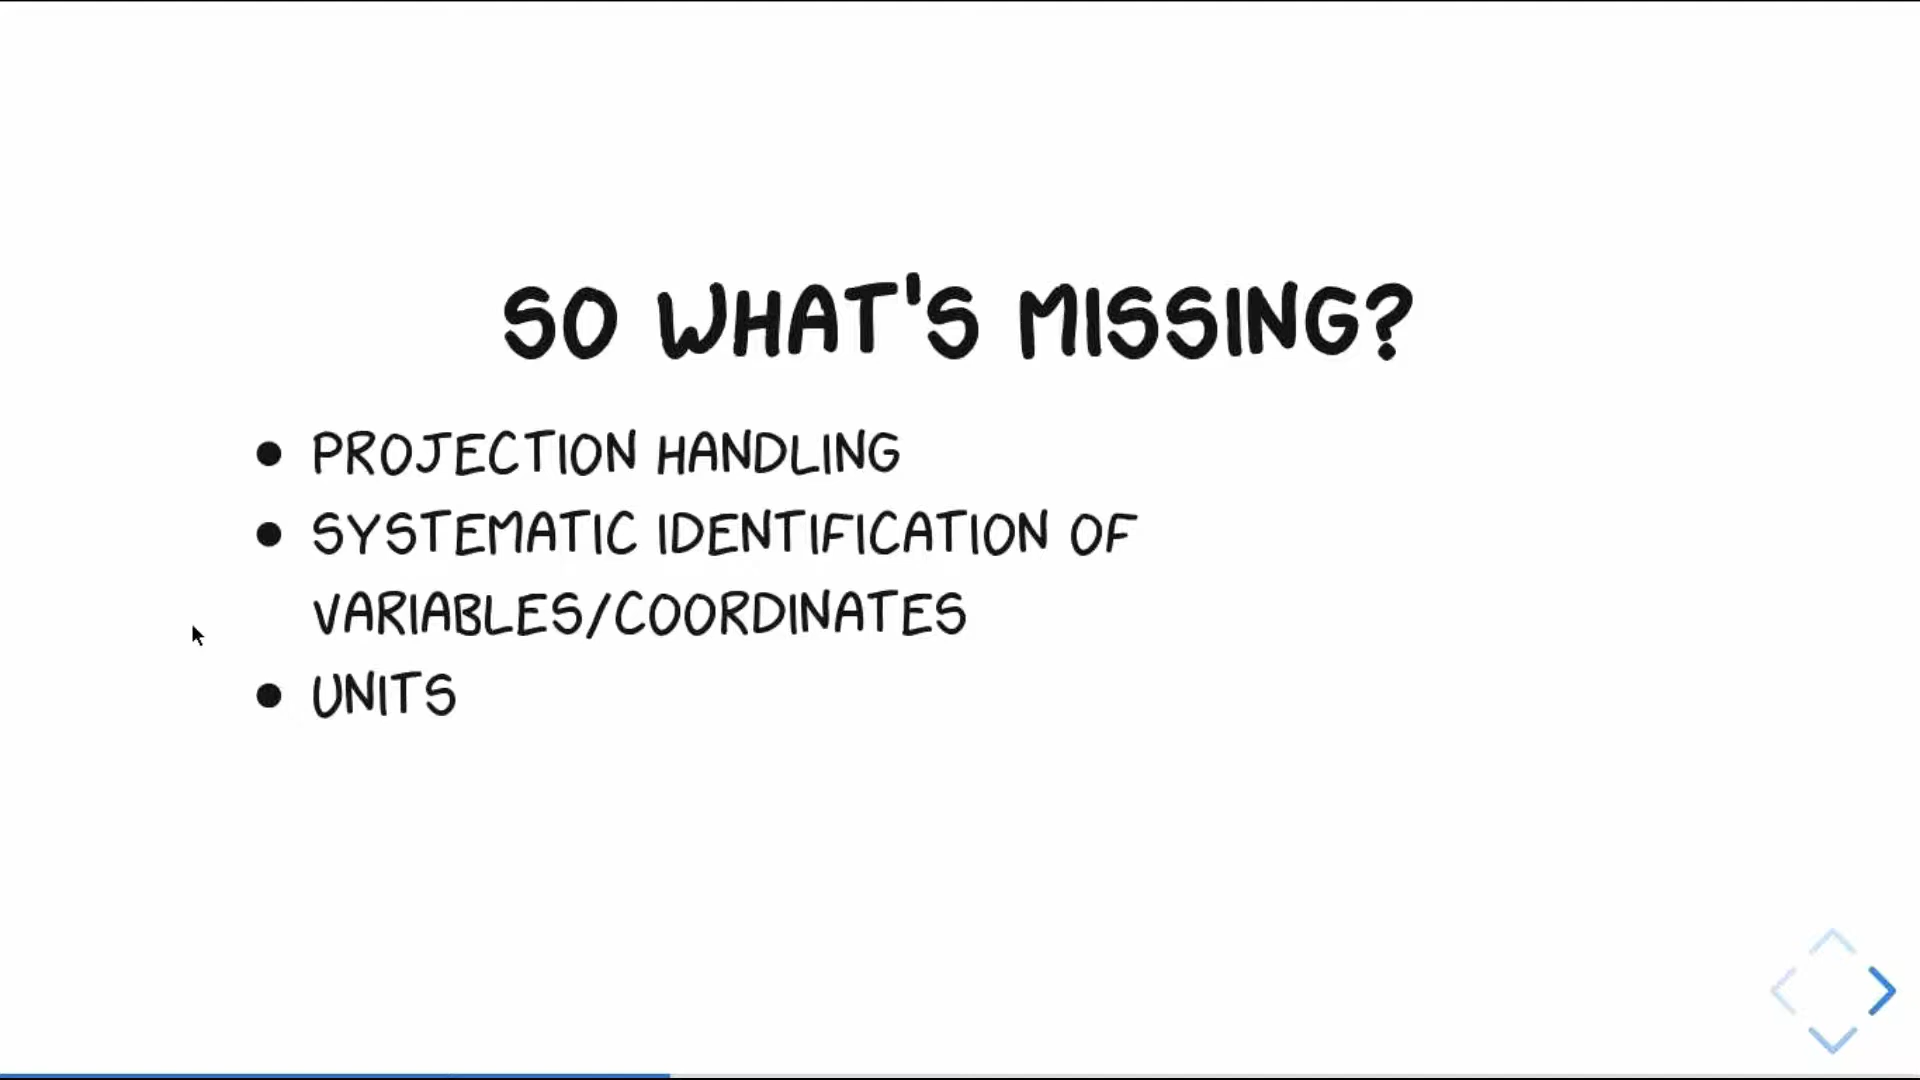 SO WHAT'S MISSING?
• PROJECTION HANDLING
• SYSTEMATIC IDENTIFICATION OF
VARIABLES/COORDINATES
• UNITS